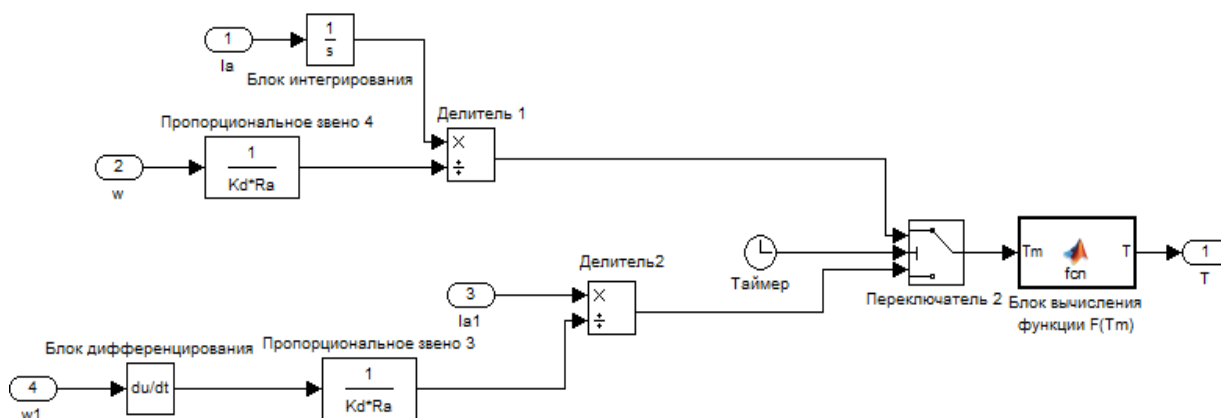 1
Ia
1
s
Блок интегрирования
Пропорциональное звено 4
Делитель 1
2
w
1
Kd*Ra
×
÷
Таймер
Переключатель 2
Tm
T
fcn
Блок вычисления
функции F(Tm)
1
T
Делитель2
3
Ia1
×
÷
Блок дифференцирования
Пропорциональное звено 3
4
w1
du/dt
1
Kd*Ra